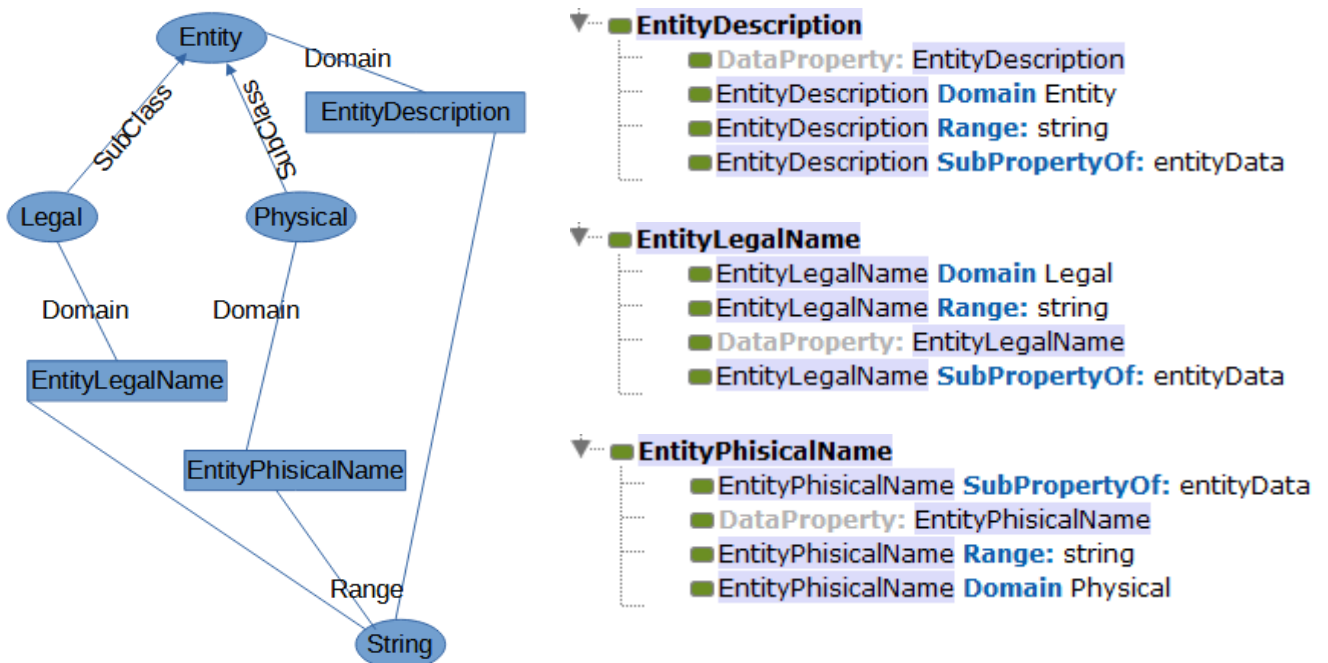 Entity
Domain
EntityDescription
SubClass
SubClass
Legal
Physical
Domain
Domain
EntityLegalName
EntityPhisicalName
Range
String
EntityDescription
DataProperty: EntityDescription
EntityDescription Domain Entity
EntityDescription Range: string
EntityDescription SubPropertyOf: entityData
EntityLegalName
EntityLegalName Domain Legal
EntityLegalName Range: string
DataProperty: EntityLegalName
EntityLegalName SubPropertyOf: entityData
EntityPhisicalName
EntityPhisicalName SubPropertyOf: entityData
DataProperty: EntityPhisicalName
EntityPhisicalName Range: string
EntityPhisicalName Domain Physical